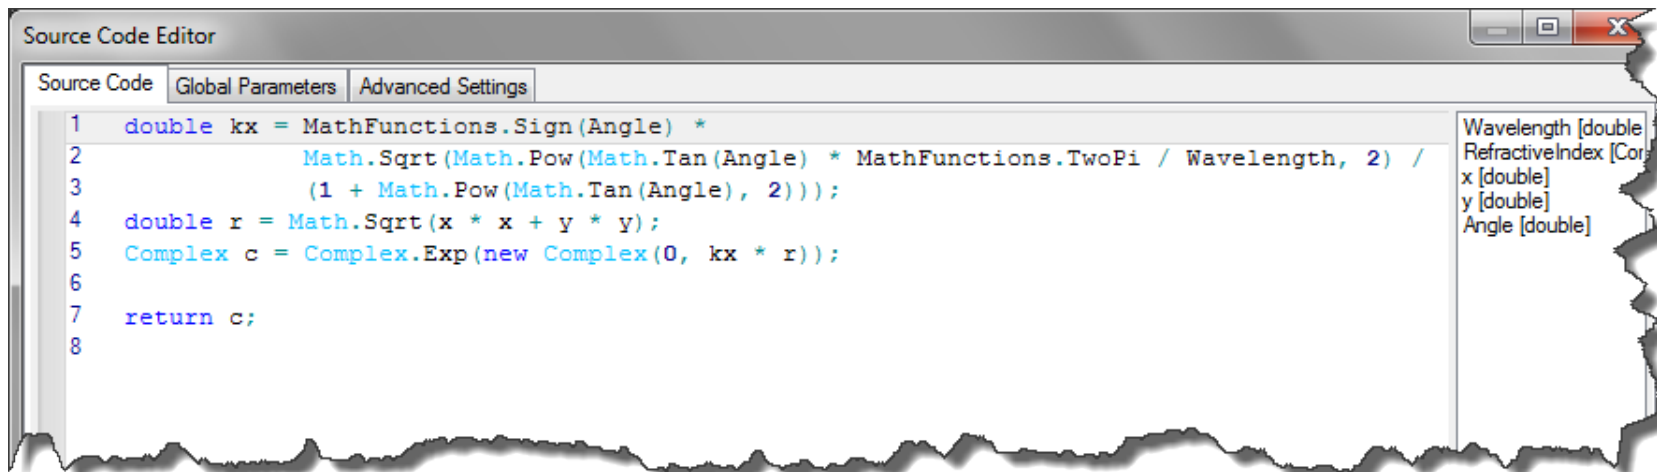 Source Code Editor
Source Code Global Parameters Advanced Settings
1 double kx = MathFunctions.Sign(Angle) *
2 Math.Sqrt(Math.Pow(Math.Tan(Angle) * MathFunctions.TwoPi / Wavelength, 2) /
3 (1 + Math.Pow(Math.Tan(Angle), 2)));
4 double r = Math.Sqrt(x * x + y * y);
5 Complex c = Complex.Exp(new Complex(0, kx * r));
6
7 return c;
8
Wavelength [double
RefractiveIndex [Cor
x [double]
y [double]
Angle [double]